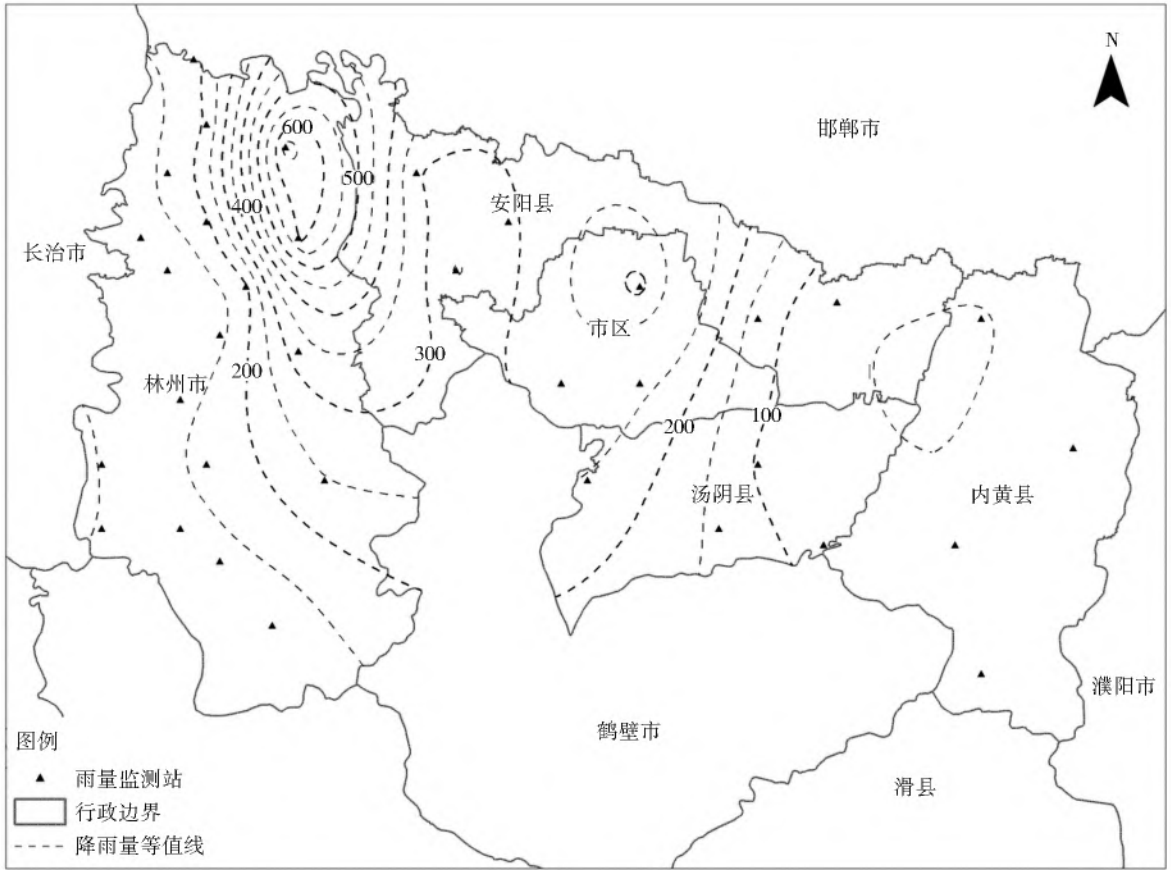 N
邯郸市
600
500
安阳县
400
长治市
市区
300
200
林州市
200
100
汤阴县
内黄县
濮阳市
鹤壁市
滑县
图例
雨量监测站
行政边界
降雨量等值线